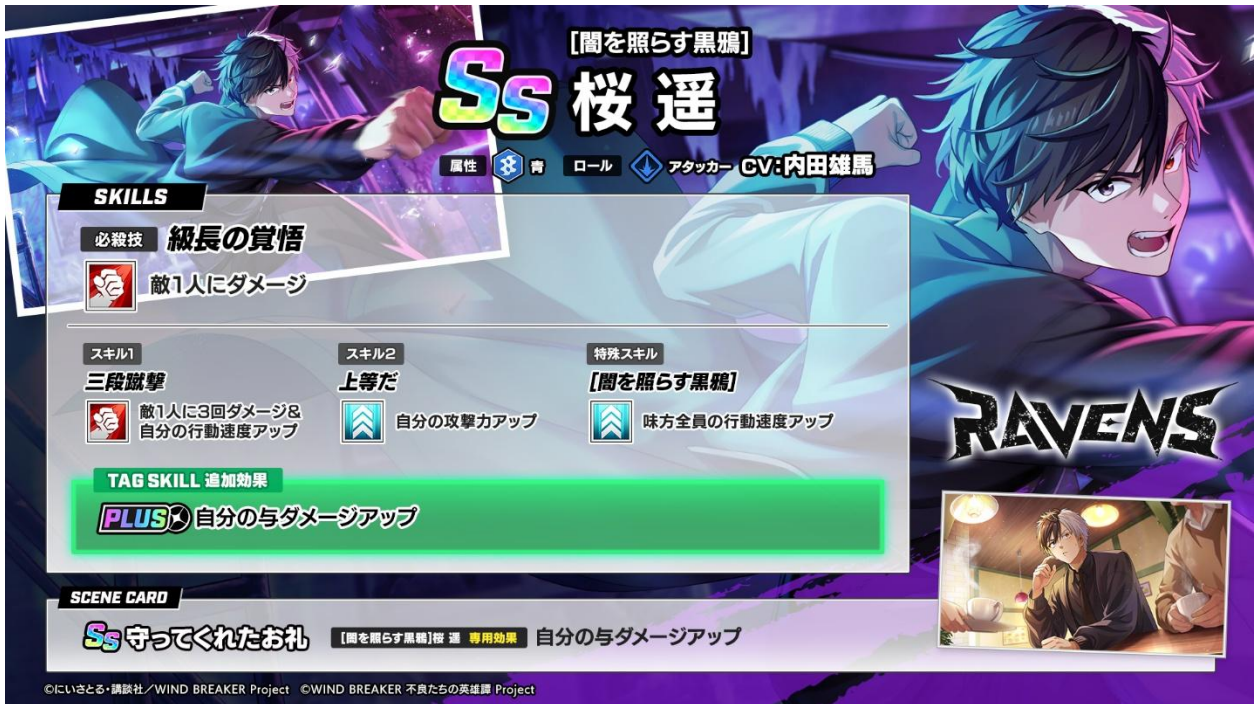 [闇を照らす黒鴉]
SS 桜 遥
属性 青 ロール アタッカー CV:内田雄馬
SKILLS
必殺技 級長の覚悟
敵1人にダメージ
スキル1
三段蹴撃
敵1人に3回ダメージ&
自分の行動速度アップ
スキル2
上等だ
自分の攻撃力アップ
特殊スキル
[闇を照らす黒鴉]
味方全員の行動速度アップ
RAVENS
TAG SKILL 追加効果
PLUS 自分の与ダメージアップ
SCENE CARD
SS 守ってくれたお礼 [闇を照らす黒鴉]桜 遥 専用効果 自分の与ダメージアップ
©にいさとる・講談社/WIND BREAKER Project ©WIND BREAKER 不良たちの英雄譚 Project